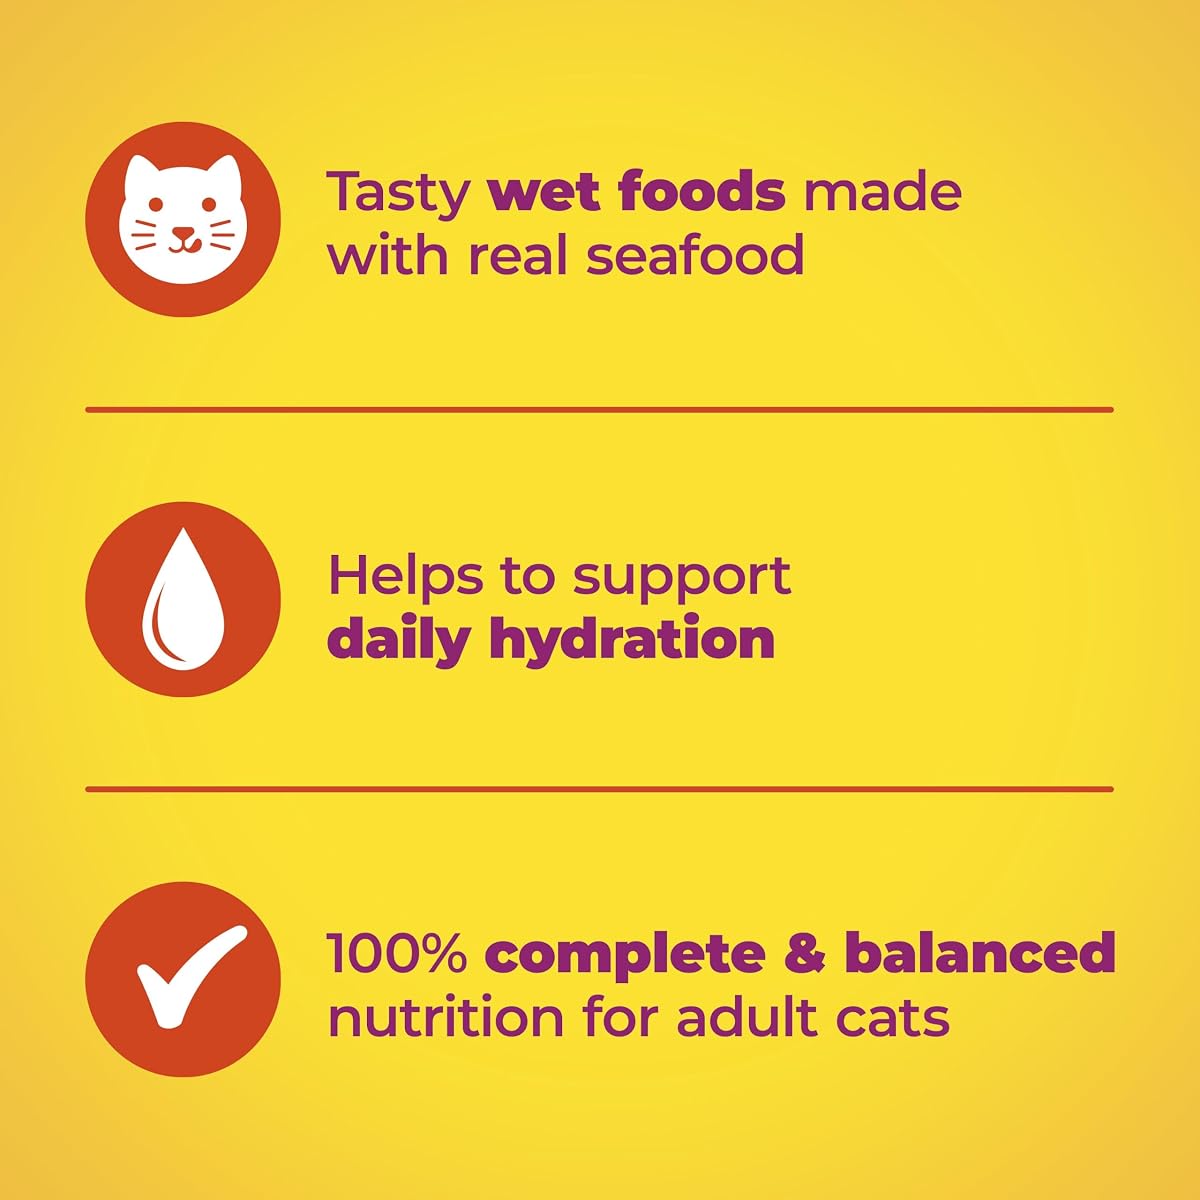 Tasty wet foods made
with real seafood
Helps to support
daily hydration
100% complete & balanced
nutrition for adult cats